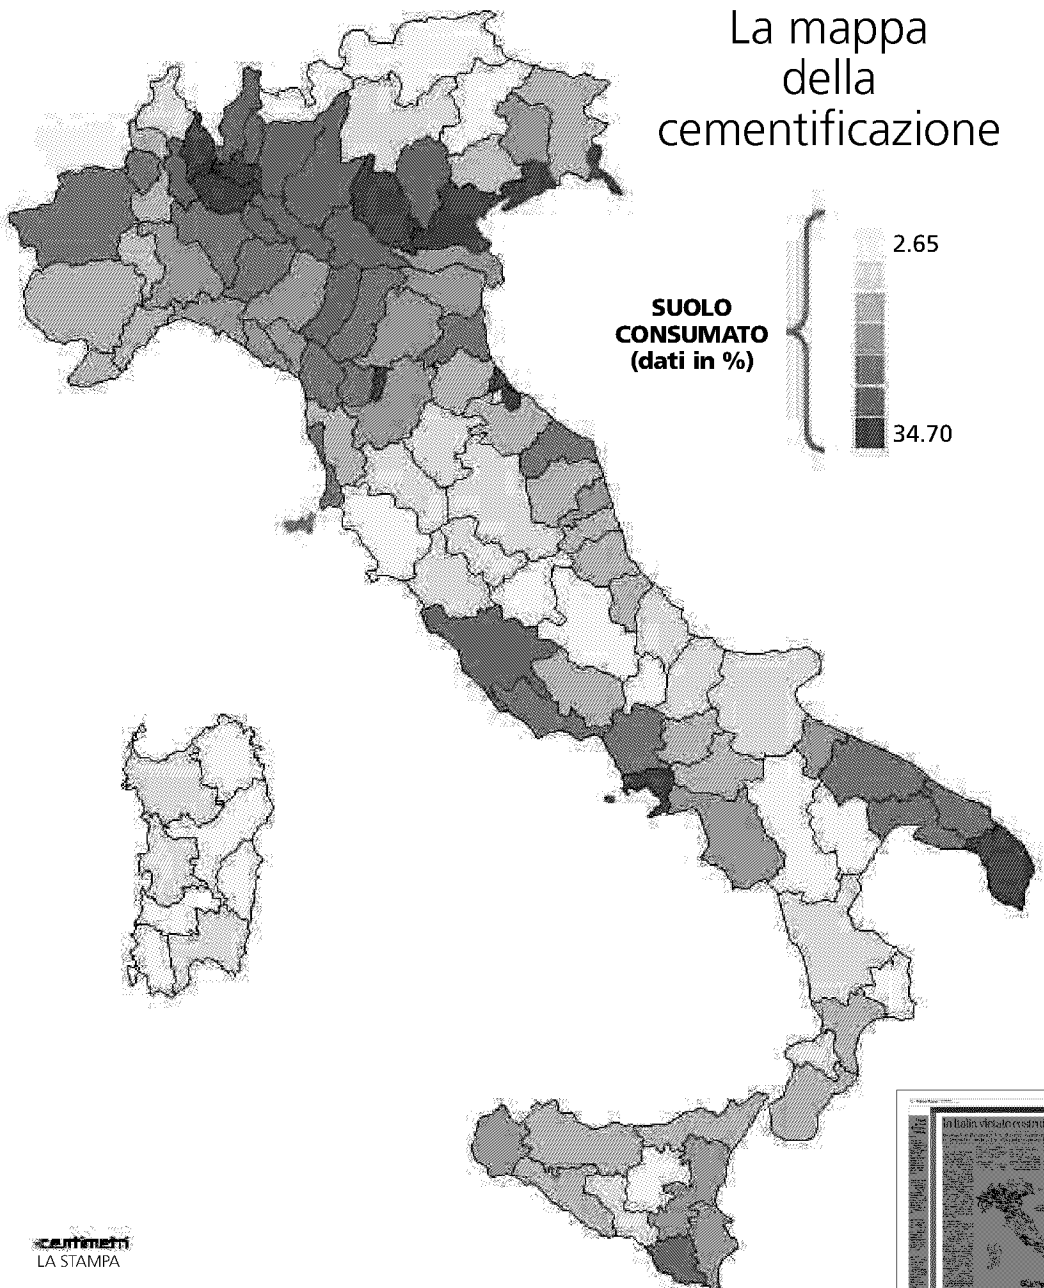 La mappa
della
cementificazione
2.65
SUOLO
CONSUMATO
(dati in %)
34.70
centimetri
LA STAMPA